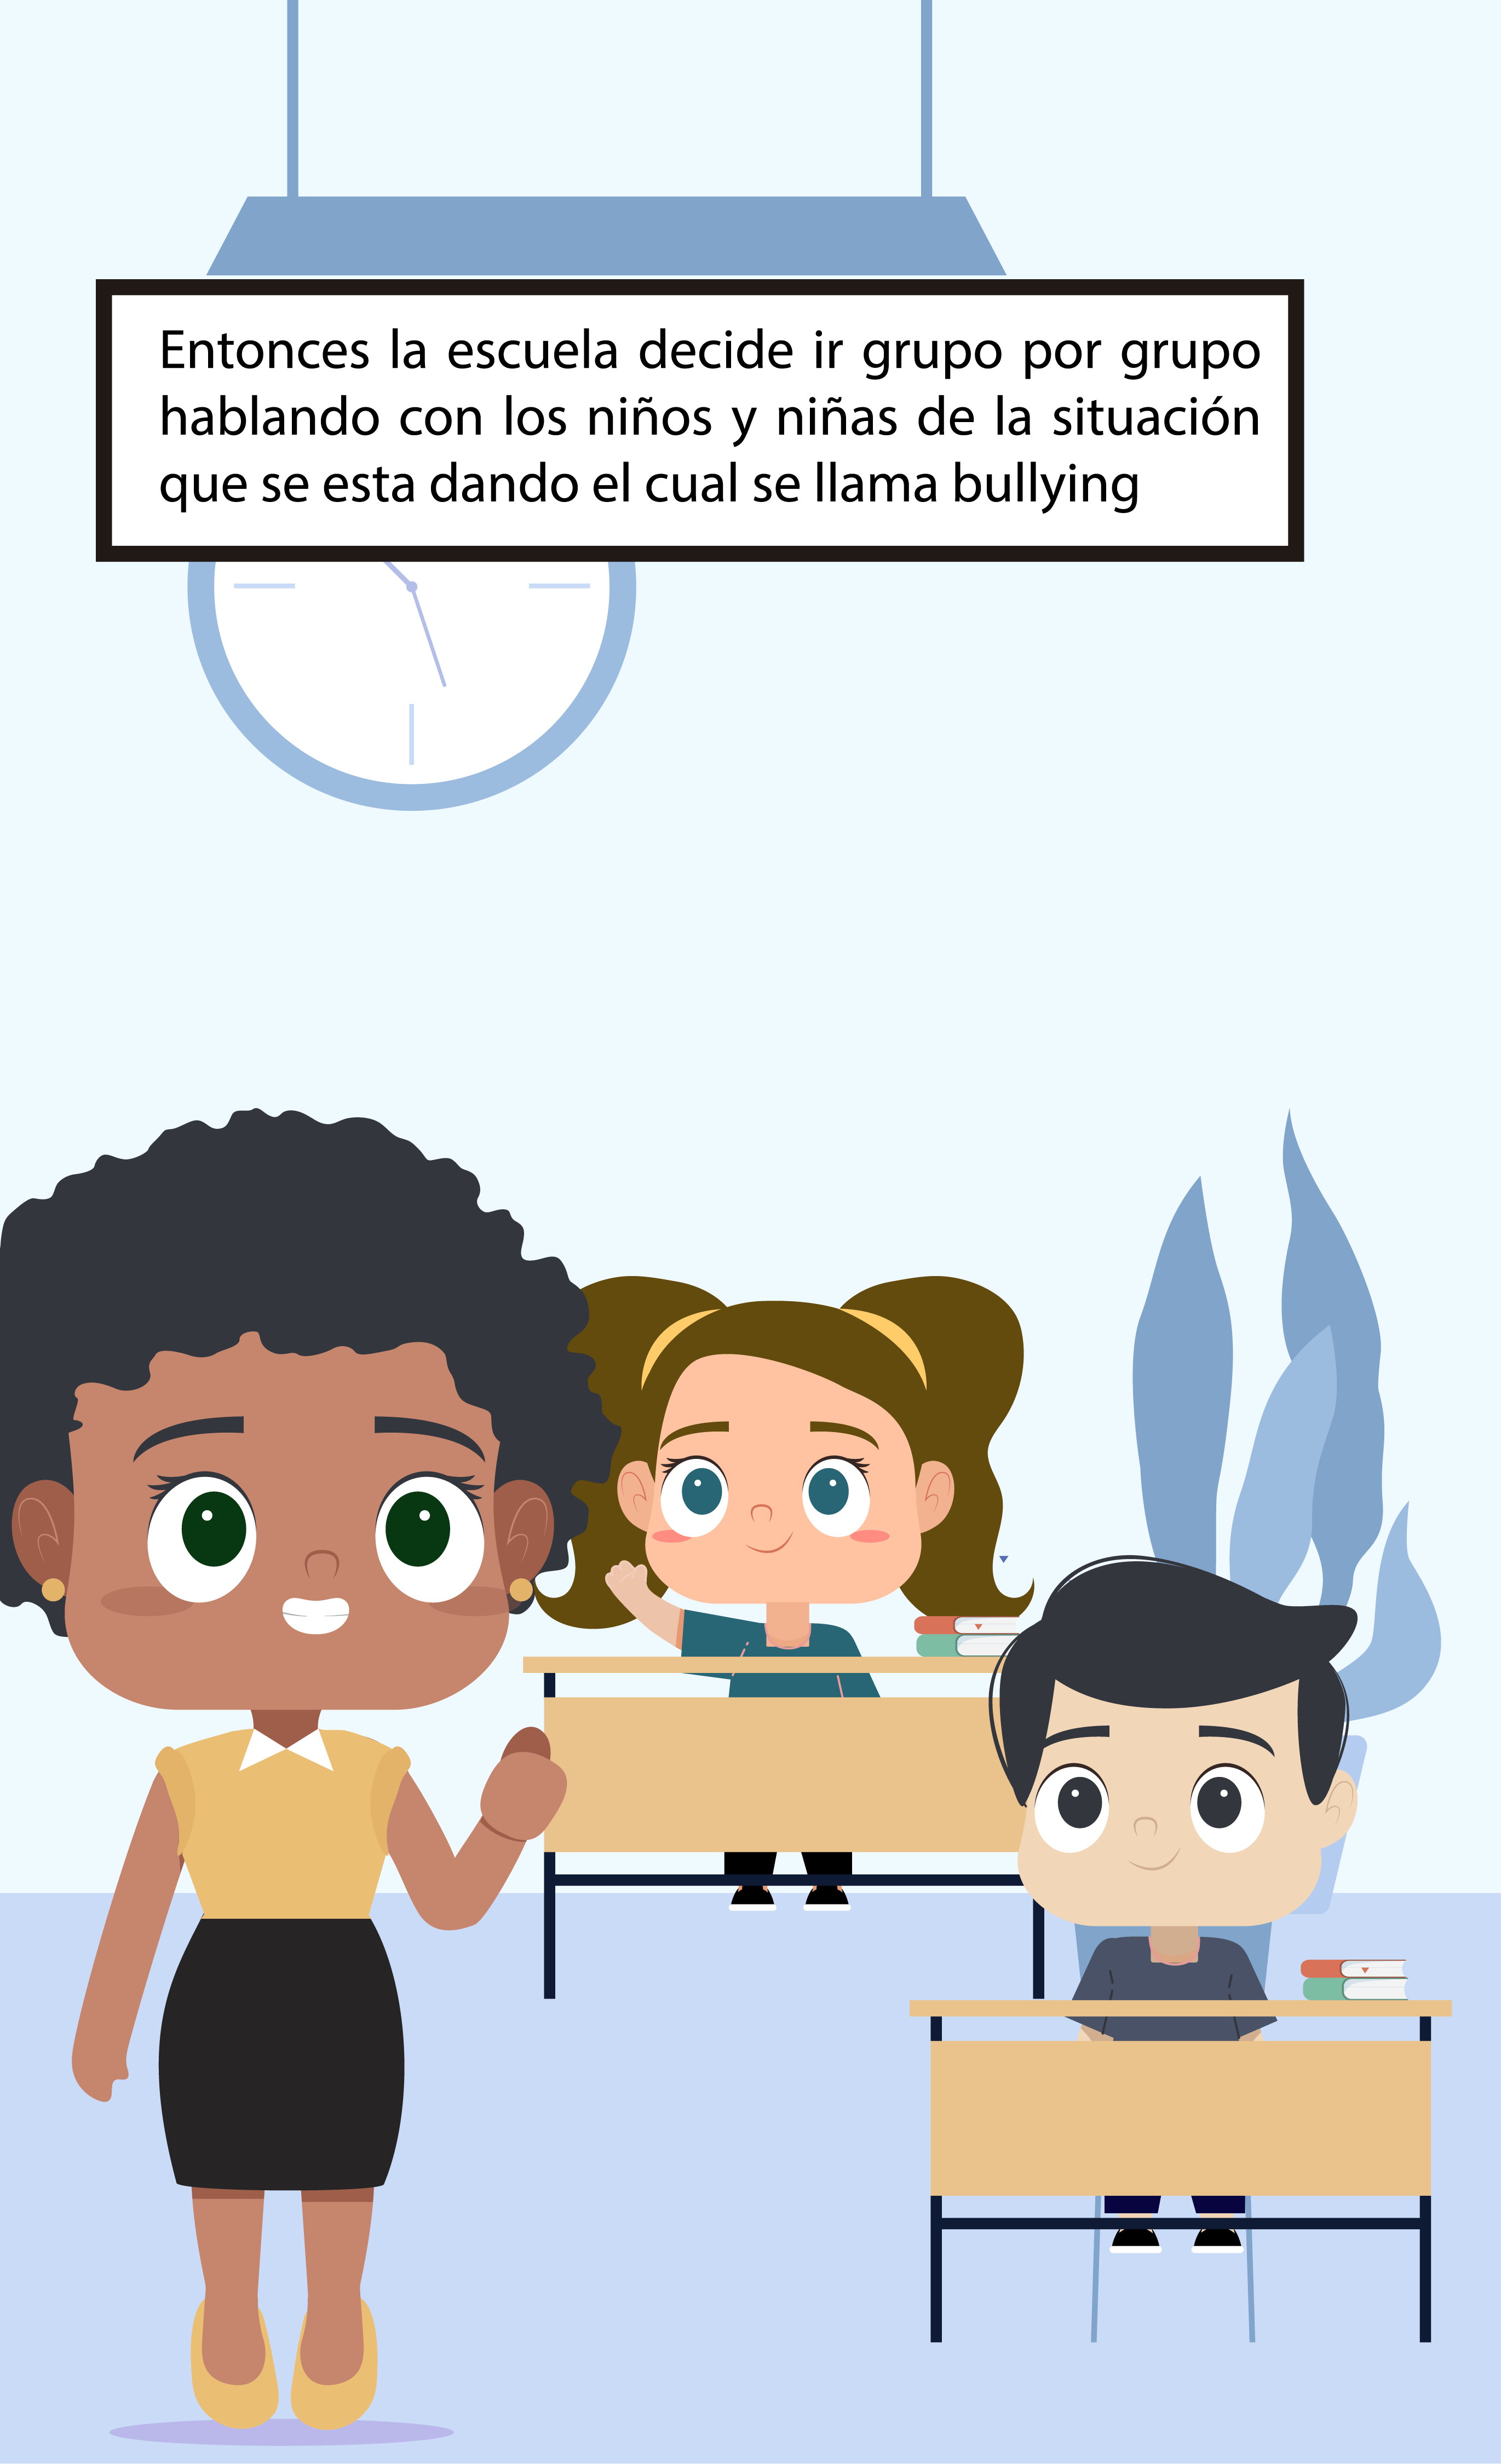 Entonces la escuela decide ir grupo por grupo
hablando con los niños y niñas de la situación
que se esta dando el cual se llama bullying